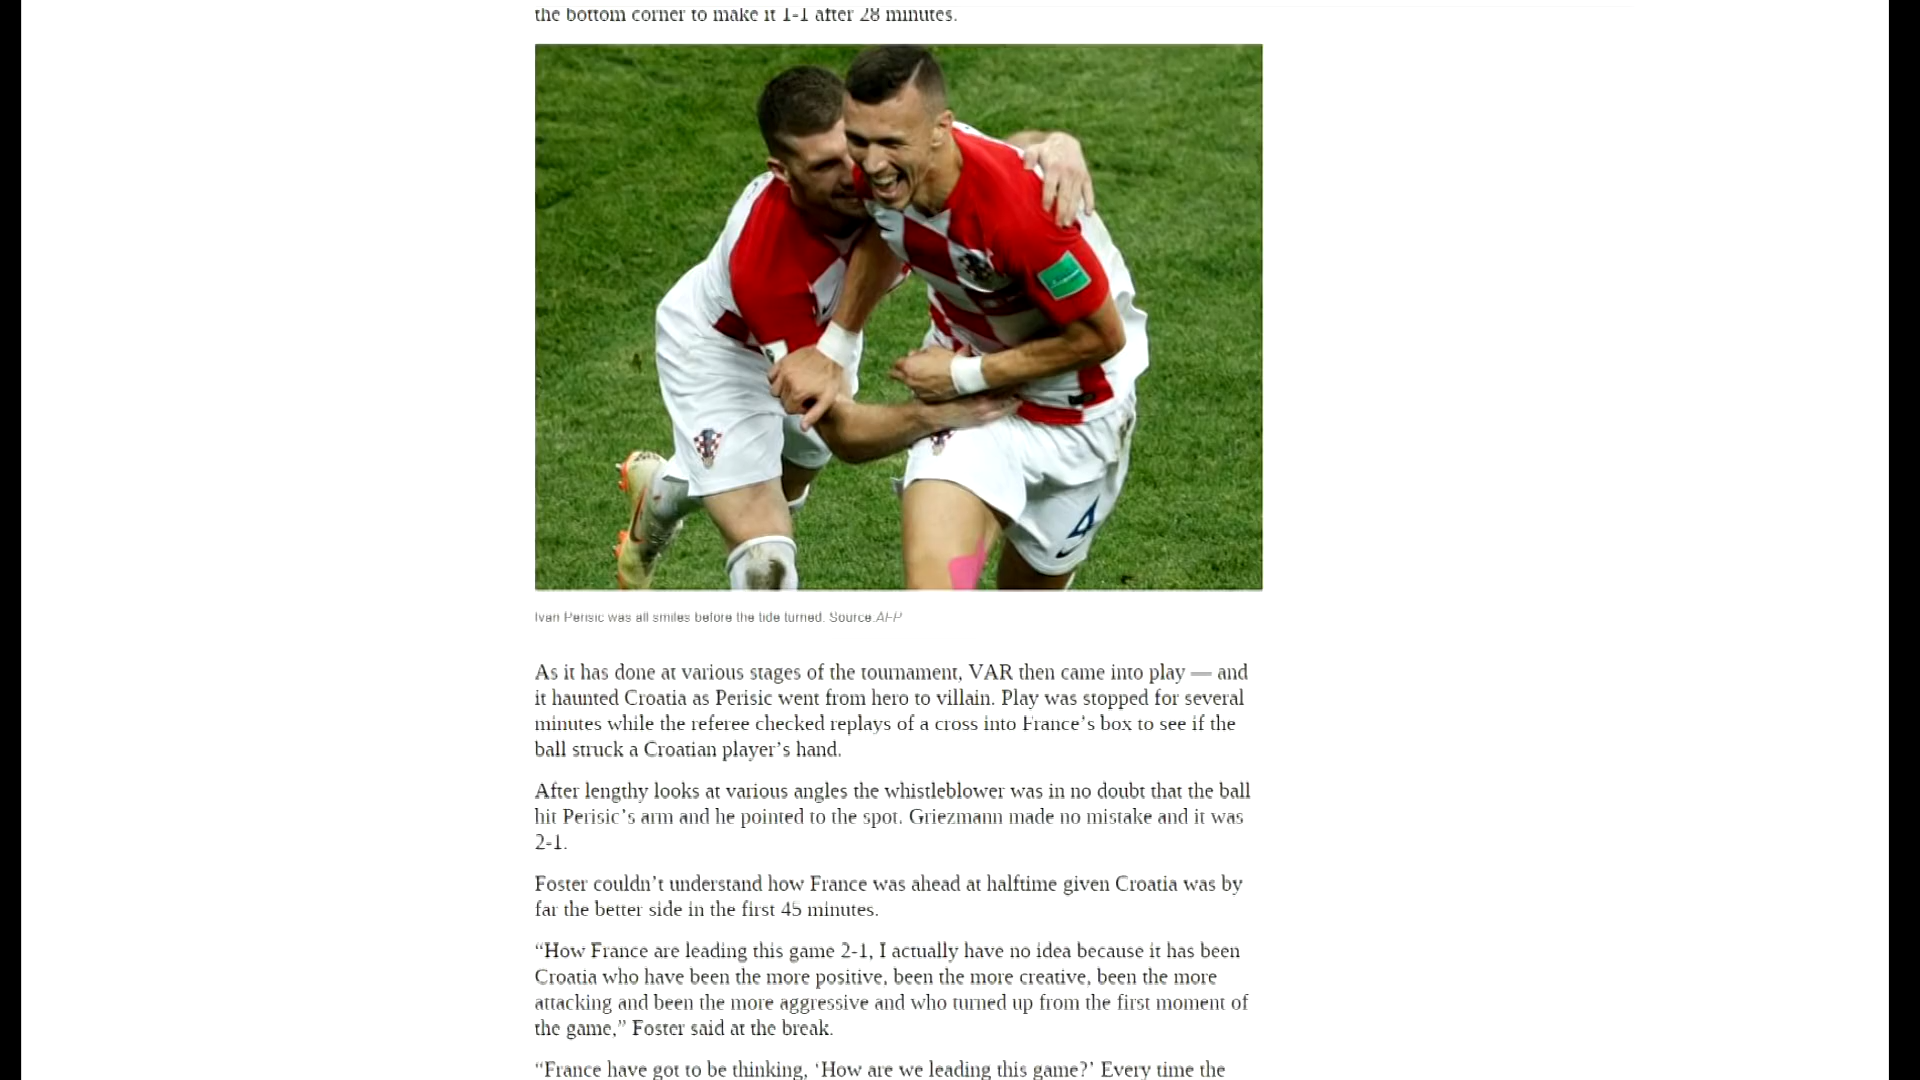 the bottom corner to make it 1-1 after 28 minutes.
4
Ivan Perisic was all smiles before the tide turned. Source:AFP
As it has done at various stages of the tournament, VAR then came into play — and
it haunted Croatia as Perisic went from hero to villain. Play was stopped for several
minutes while the referee checked replays of a cross into France’s box to see if the
ball struck a Croatian player’s hand.
After lengthy looks at various angles the whistleblower was in no doubt that the ball
hit Perisic’s arm and he pointed to the spot. Griezmann made no mistake and it was
2-1.
Foster couldn’t understand how France was ahead at halftime given Croatia was by
far the better side in the first 45 minutes.
“How France are leading this game 2-1, I actually have no idea because it has been
Croatia who have been the more positive, been the more creative, been the more
attacking and been the more aggressive and who turned up from the first moment of
the game,” Foster said at the break.
“France have got to be thinking, ‘How are we leading this game?’ Every time the